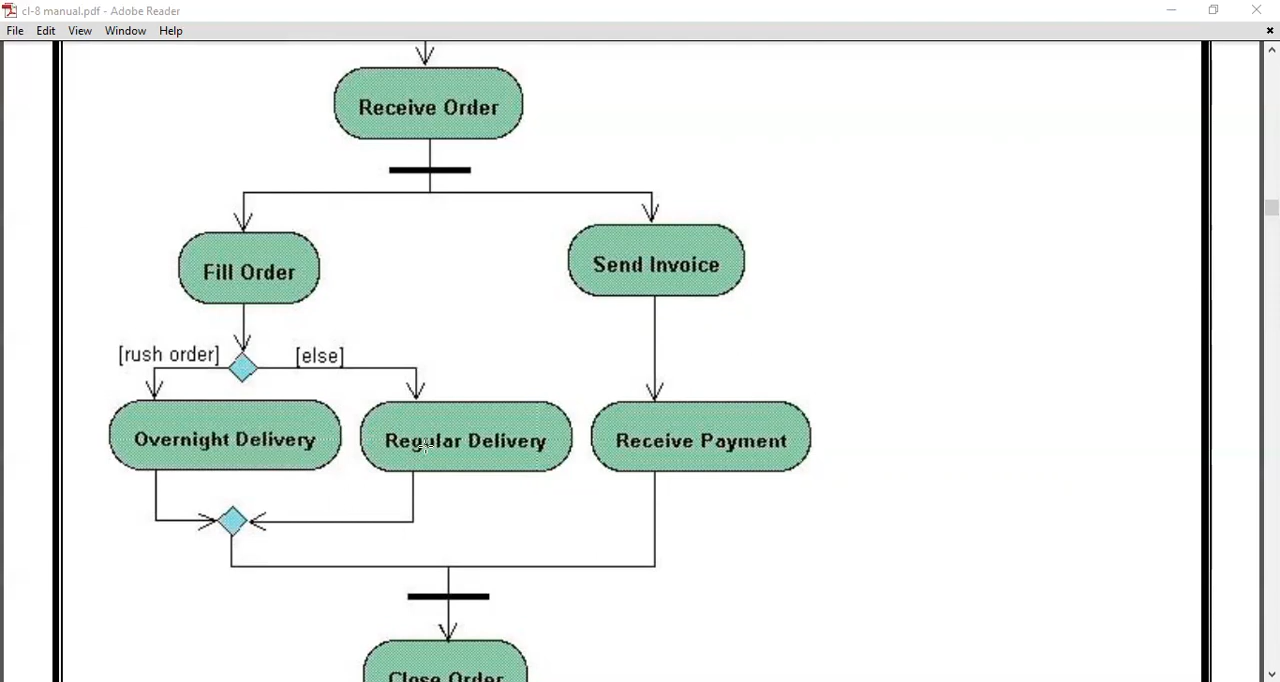 cl-8 manual.pdf - Adobe Reader
File Edit View Window Help
Receive Order
Fill Order
Send Invoice
[rush order]
[else]
Overnight Delivery
Regular Delivery
Receive Payment
Close Order